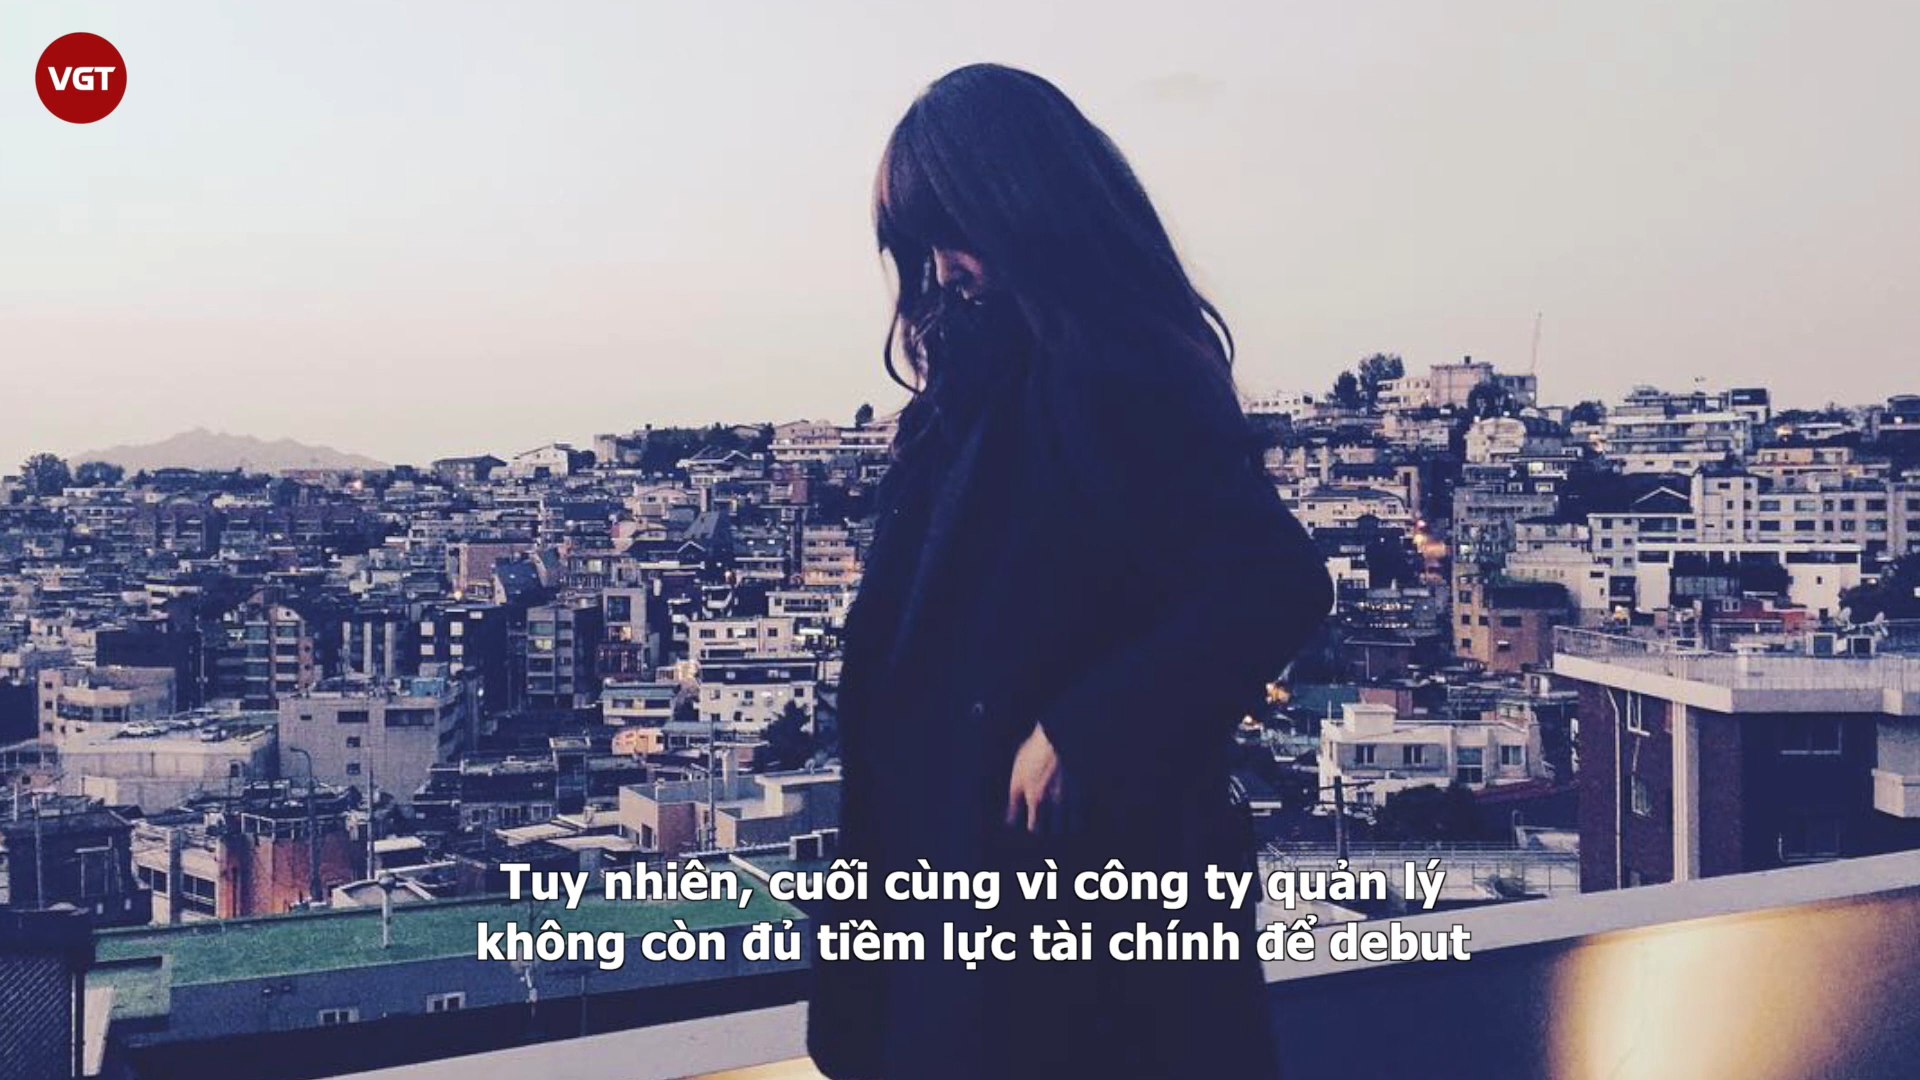 VGT
Tuy nhiên, cuối cùng vì công ty quản lý
không còn đủ tiềm lực tài chính để debut